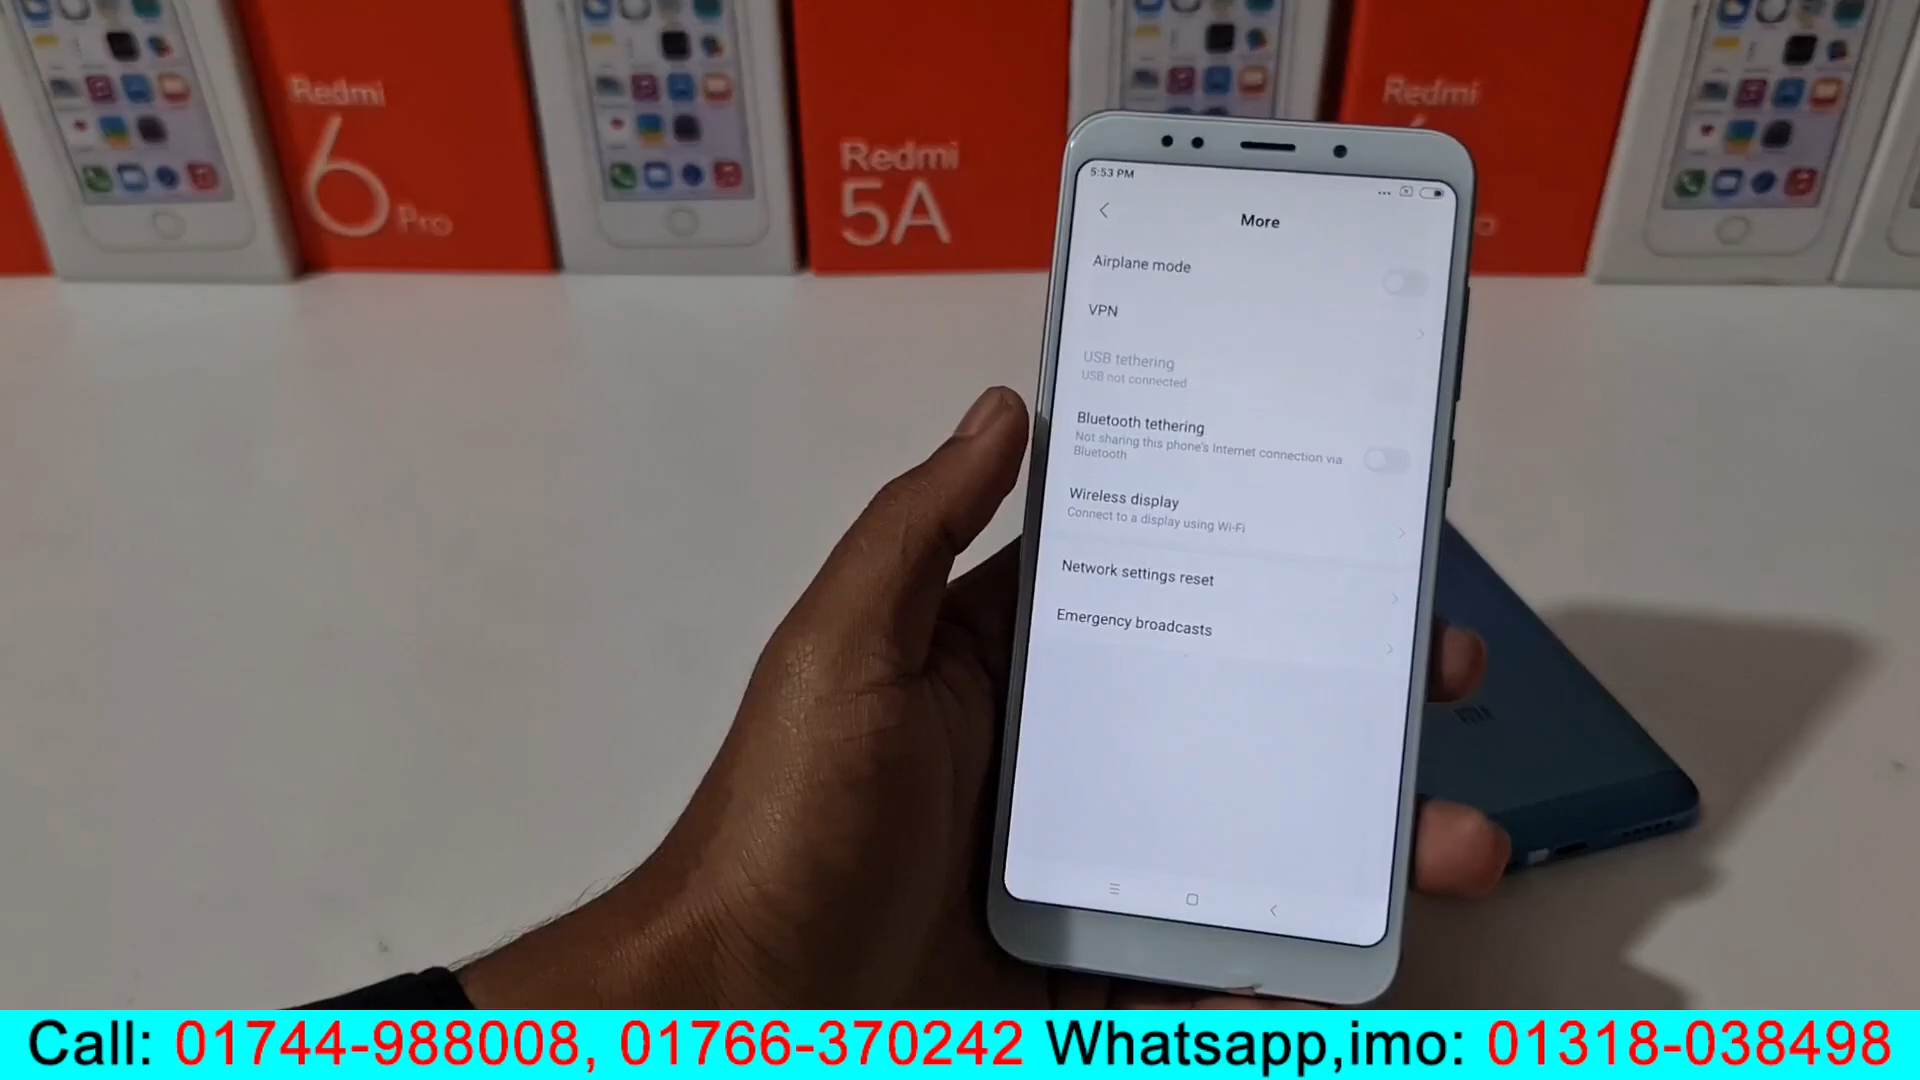 Redmi
6 Pro
Redmi
5A
Redmi
5:53 PM
More
Airplane mode
VPN
USB tethering
USB not connected
Bluetooth tethering
Not sharing this phone's Internet connection via
Bluetooth
Wireless display
Connect to a display using Wi-Fi
Network settings reset
Emergency broadcasts
Call: 01744-988008, 01766-370242 Whatsapp,imo: 01318-038498